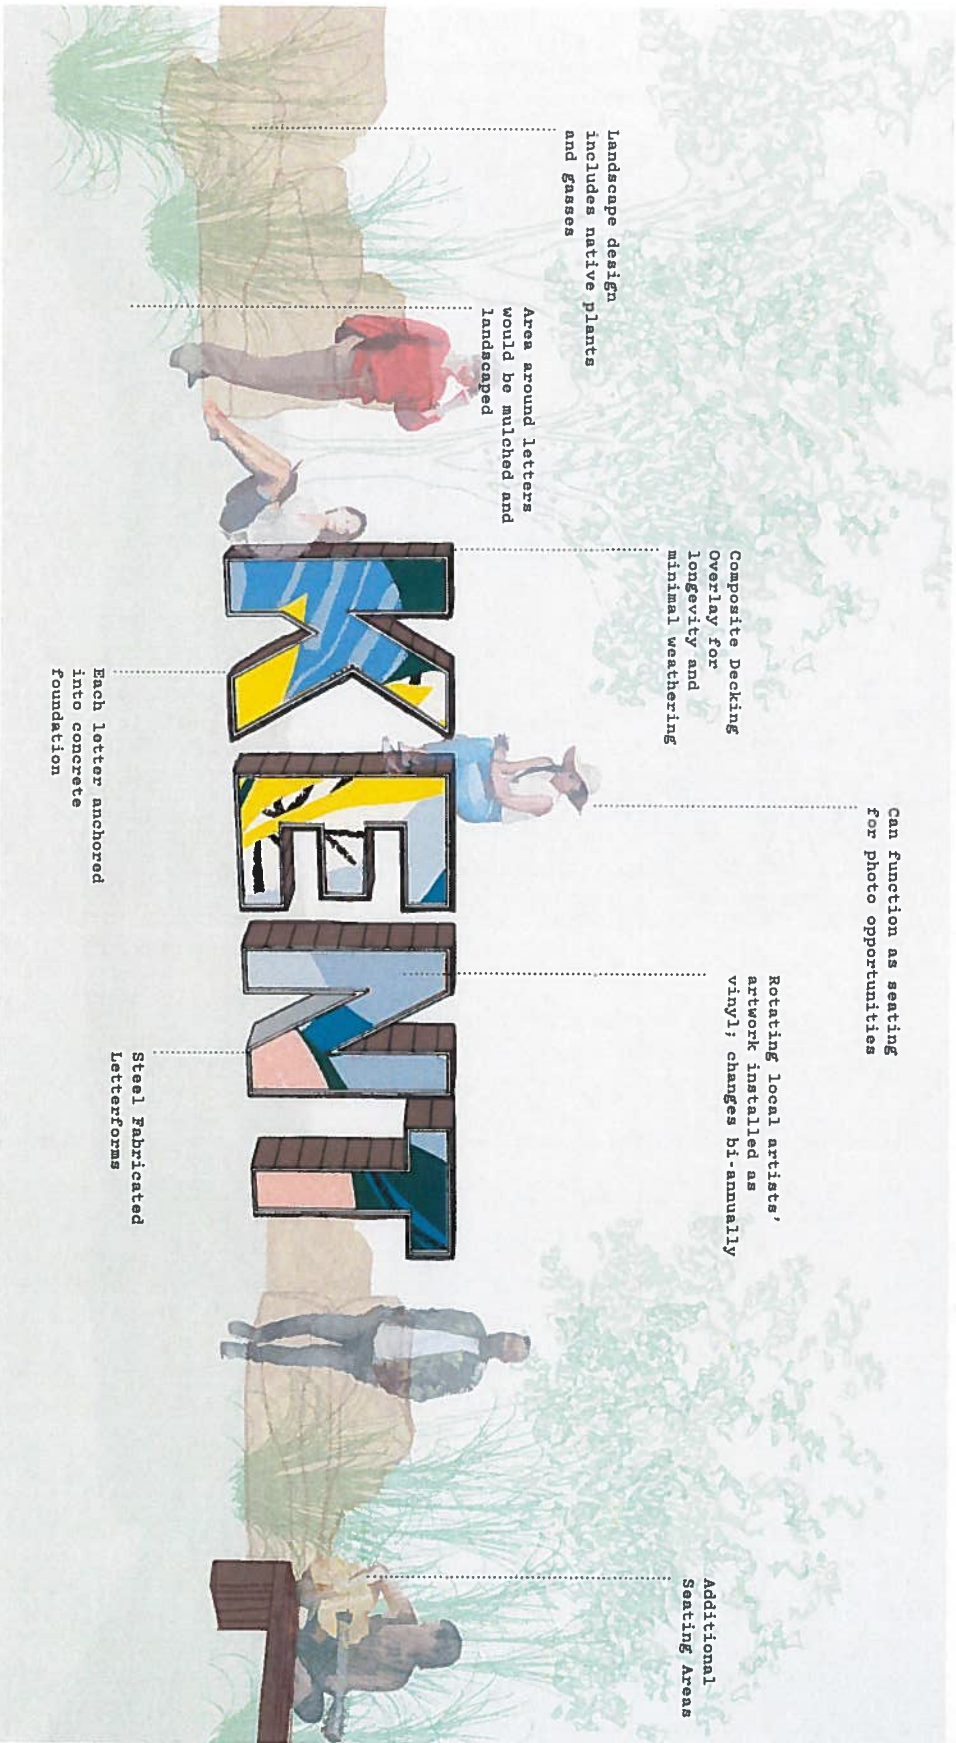 Landscape design
includes native plants
and gasses
Area around letters
would be mulched and
landscaped
Composite Decking
Overlay for
longevity and
minimal weathering
Can function as seating
for photo opportunities
Rotating local artists'
artwork installed as
vinyl; changes bi-annually
Additional
Seating Areas
KENT
Each letter anchored
into concrete
foundation
Steel Fabricated
Letterforms